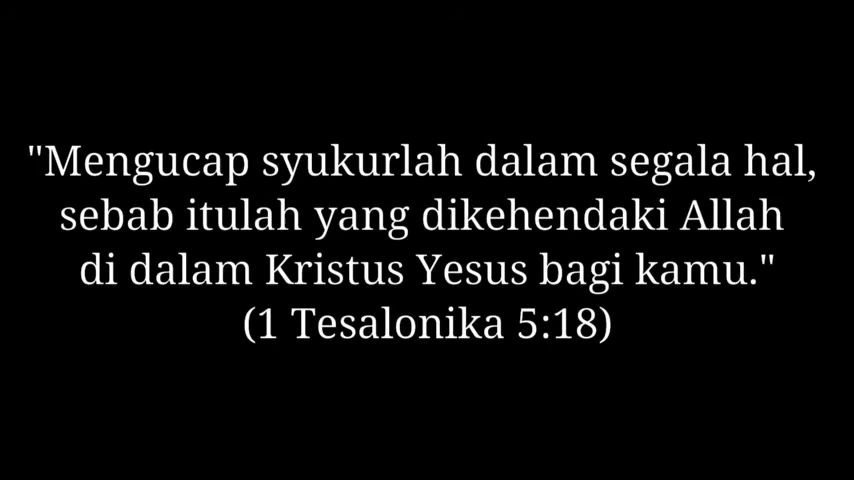 "Mengucap syukurlah dalam segala hal,
sebab itulah yang dikehendaki Allah
di dalam Kristus Yesus bagi kamu."
(1 Tesalonika 5:18)